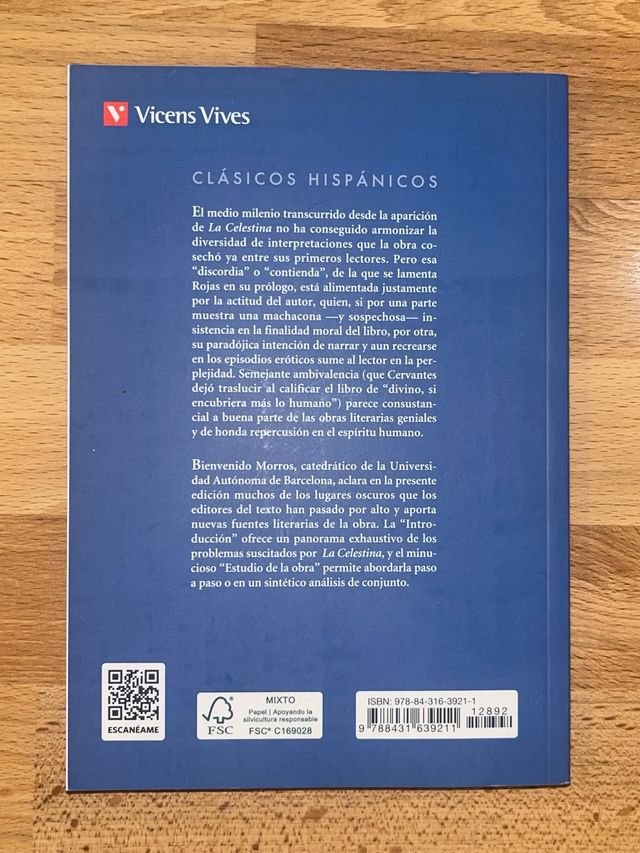 Vicens Vives
CLÁSICOS HISPÁNICOS
El medio milenio transcurrido desde la aparición
de La Celestina no ha conseguido armonizar la
diversidad de interpretaciones que la obra co-
sechó ya entre sus primeros lectores. Pero esa
“discordia” o “contienda”, de la que se lamenta
Rojas en su prólogo, está alimentada justamente
por la actitud del autor, quien, si por una parte
muestra una machacona —y sospechosa— in-
sistencia en la finalidad moral del libro, por otra,
su paradójica intención de narrar y aun recrearse
en los episodios eróticos sume al lector en la per-
plejidad. Semejante ambivalencia (que Cervantes
dejó traslucir al calificar el libro de “divino, si
encubriera más lo humano”) parece consustan-
cial a buena parte de las obras literarias geniales
y de honda repercusión en el espíritu humano.
Bienvenido Morros, catedrático de la Universi-
dad Autónoma de Barcelona, aclara en la presente
edición muchos de los lugares oscuros que los
editores del texto han pasado por alto y aporta
nuevas fuentes literarias de la obra. La “Intro-
ducción” ofrece un panorama exhaustivo de los
problemas suscitados por La Celestina, y el minu-
cioso “Estudio de la obra” permite abordarla paso
a paso o en un sintético análisis de conjunto.
ESCANÉAME
FSC
MIXTO
Papel | Apoyando la
silvicultura responsable
FSC® C169028
ISBN: 978-84-316-3921-1
12892
9 788431 639211